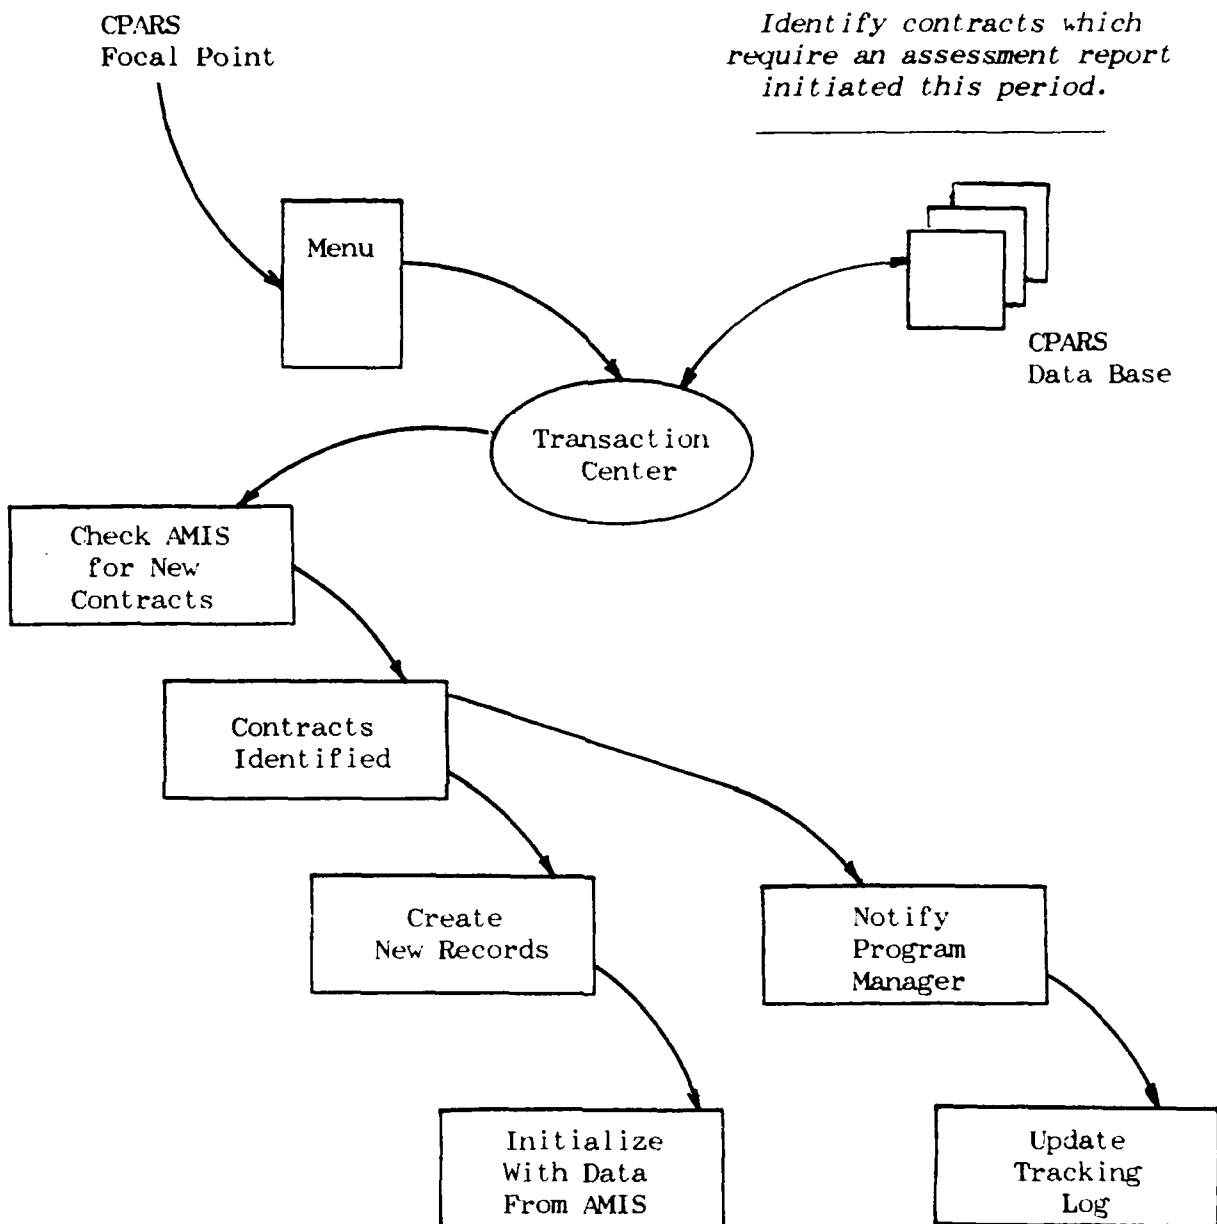 CPARS
Focal Point
Identify contracts which
require an assessment report
initiated this period.
Menu
CPARS
Data Base
Transaction
Center
Check AMIS
for New
Contracts
Contracts
Identified
Create
New Records
Notify
Program
Manager
Initialize
With Data
From AMIS
Update
Tracking
Log